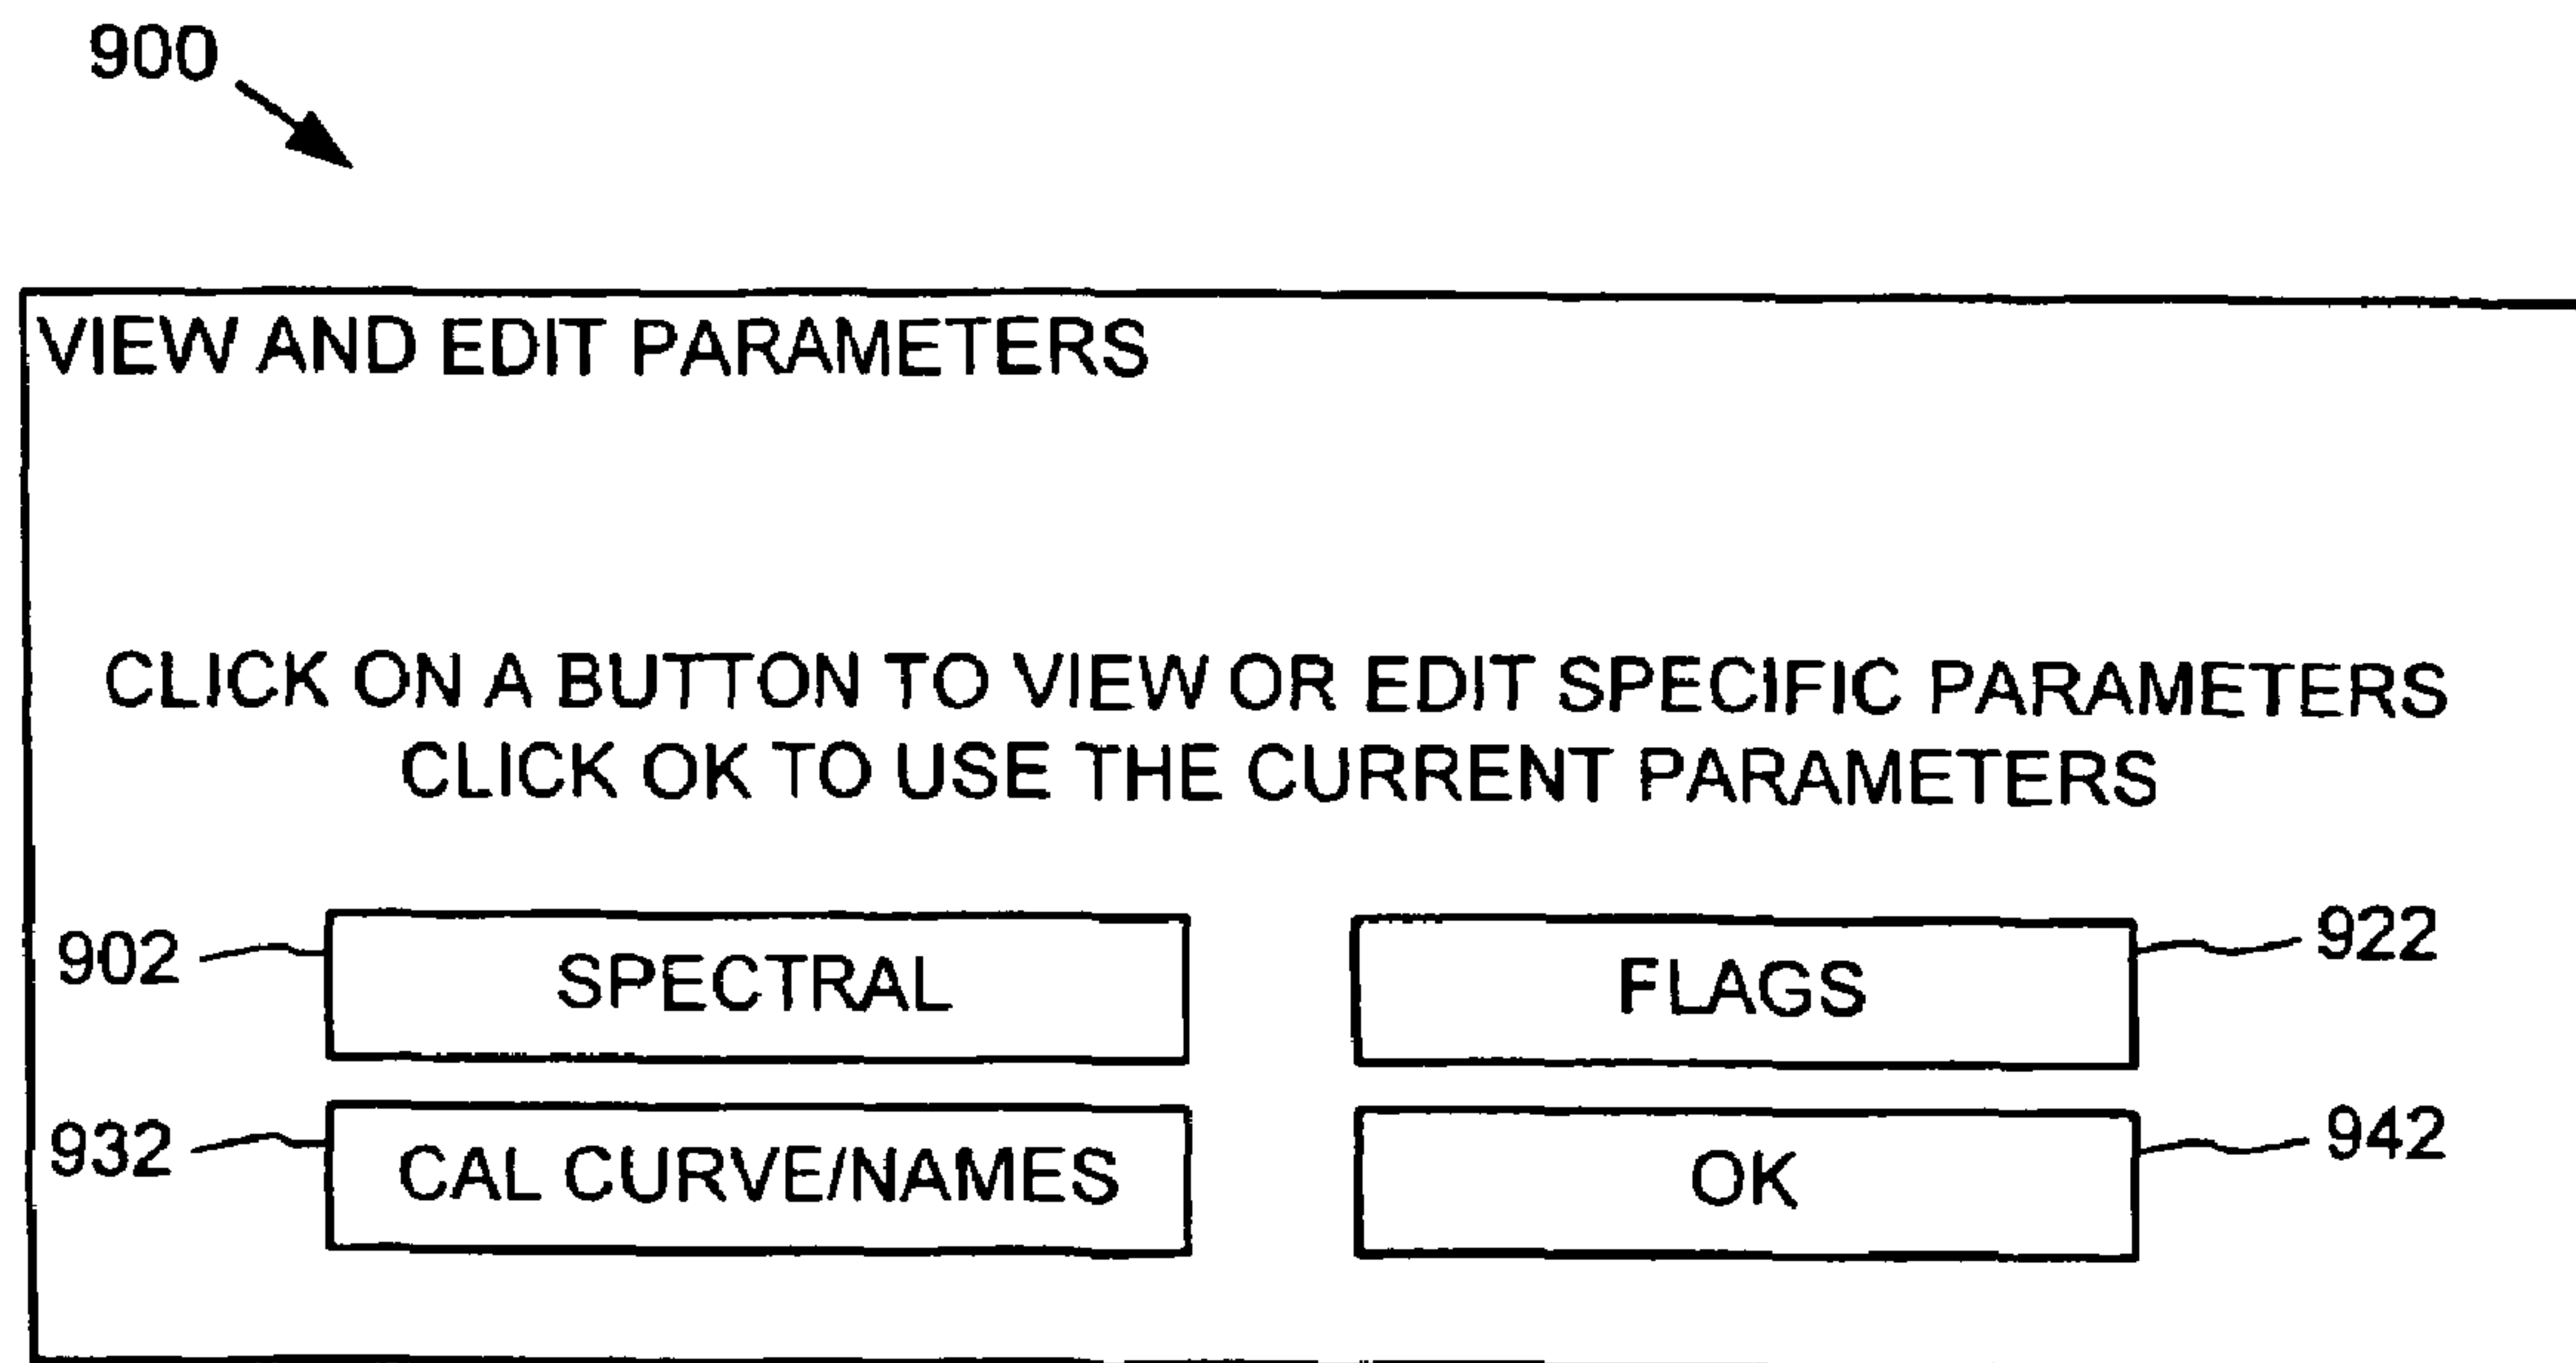 900
VIEW AND EDIT PARAMETERS
CLICK ON A BUTTON TO VIEW OR EDIT SPECIFIC PARAMETERS
CLICK OK TO USE THE CURRENT PARAMETERS
902 SPECTRAL FLAGS 922
932 CAL CURVE/NAMES OK 942